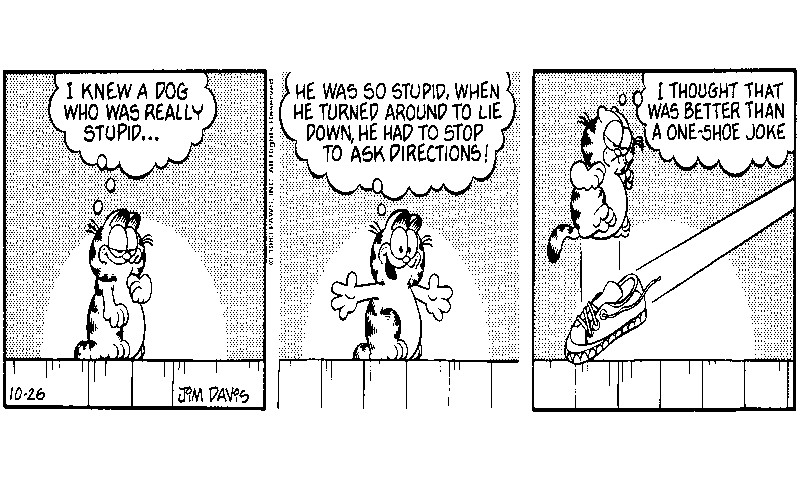 I KNEW A DOG
WHO WAS REALLY
STUPID...
10-26
JIM DAVIS
HE WAS SO STUPID, WHEN
HE TURNED AROUND TO LIE
DOWN, HE HAD TO STOP
TO ASK DIRECTIONS!
I THOUGHT THAT
WAS BETTER THAN
A ONE-SHOE JOKE